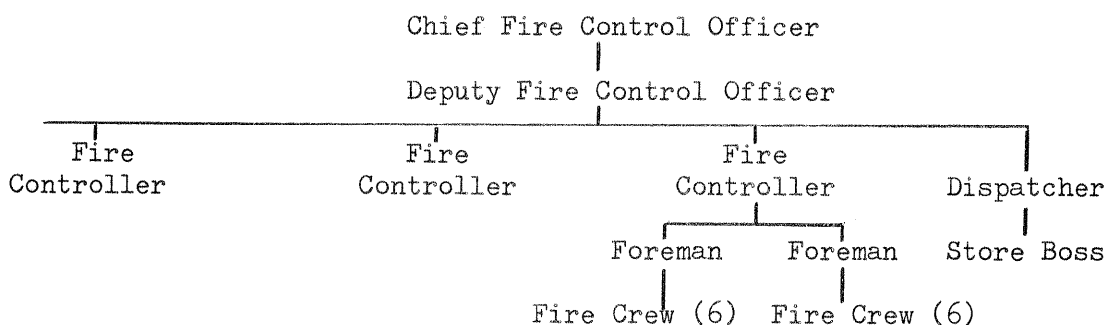 Chief Fire Control Officer
Deputy Fire Control Officer
Fire Fire Fire
Controller Controller Controller Dispatcher
Foreman Foreman Store Boss
Fire Crew (6) Fire Crew (6)